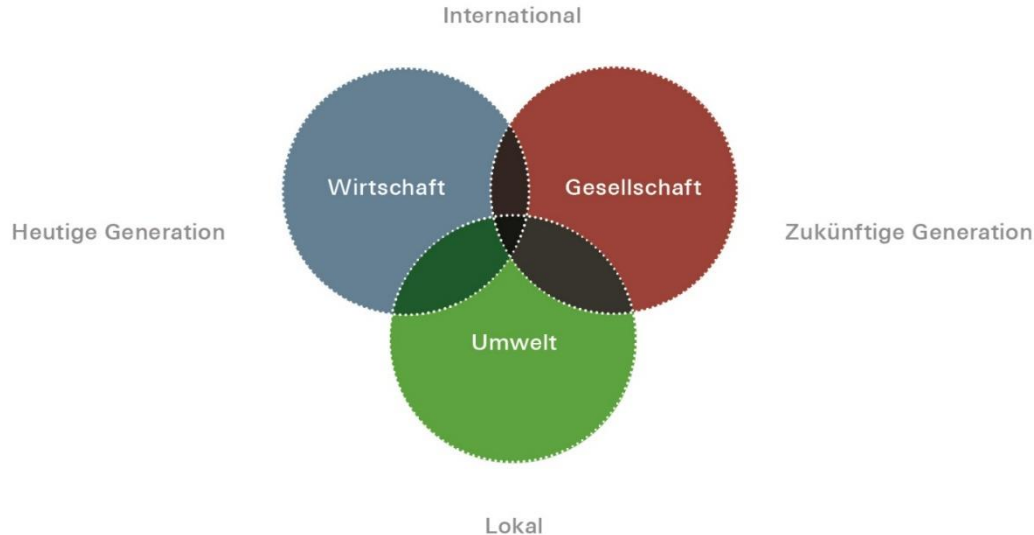 International
Wirtschaft
Gesellschaft
Heutige Generation
Zukünftige Generation
Umwelt
Lokal